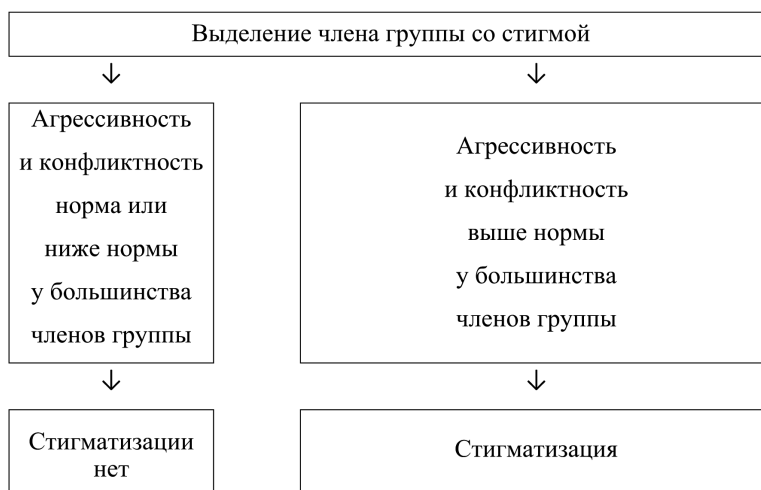 Выделение члена группы со стигмой
Агрессивность
и конфликтность
норма или
ниже нормы
у большинства
членов группы
Агрессивность
и конфликтность
выше нормы
у большинства
членов группы
Стигматизации
нет
Стигматизация